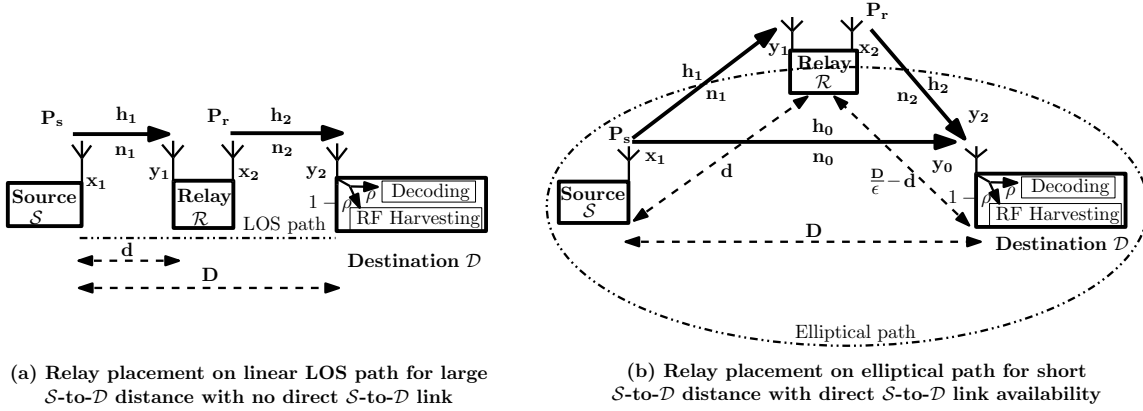 P_s
h_1
n_1
P_r
h_2
n_2
x_1
y_1
x_2
y_2
Source
𝒮
Relay
ℛ
1 − ρ
ρ
Decoding
RF Harvesting
LOS path
d
D
Destination 𝒟
(a) Relay placement on linear LOS path for large
𝒮-to-𝒟 distance with no direct 𝒮-to-𝒟 link
P_r
y_1
x_2
Relay
ℛ
h_1
n_1
h_2
n_2
P_s
x_1
h_0
n_0
y_2
y_0
d
D/ϵ − d
Source
𝒮
1 − ρ
ρ
Decoding
RF Harvesting
D
Destination 𝒟
Elliptical path
(b) Relay placement on elliptical path for short
𝒮-to-𝒟 distance with direct 𝒮-to-𝒟 link availability